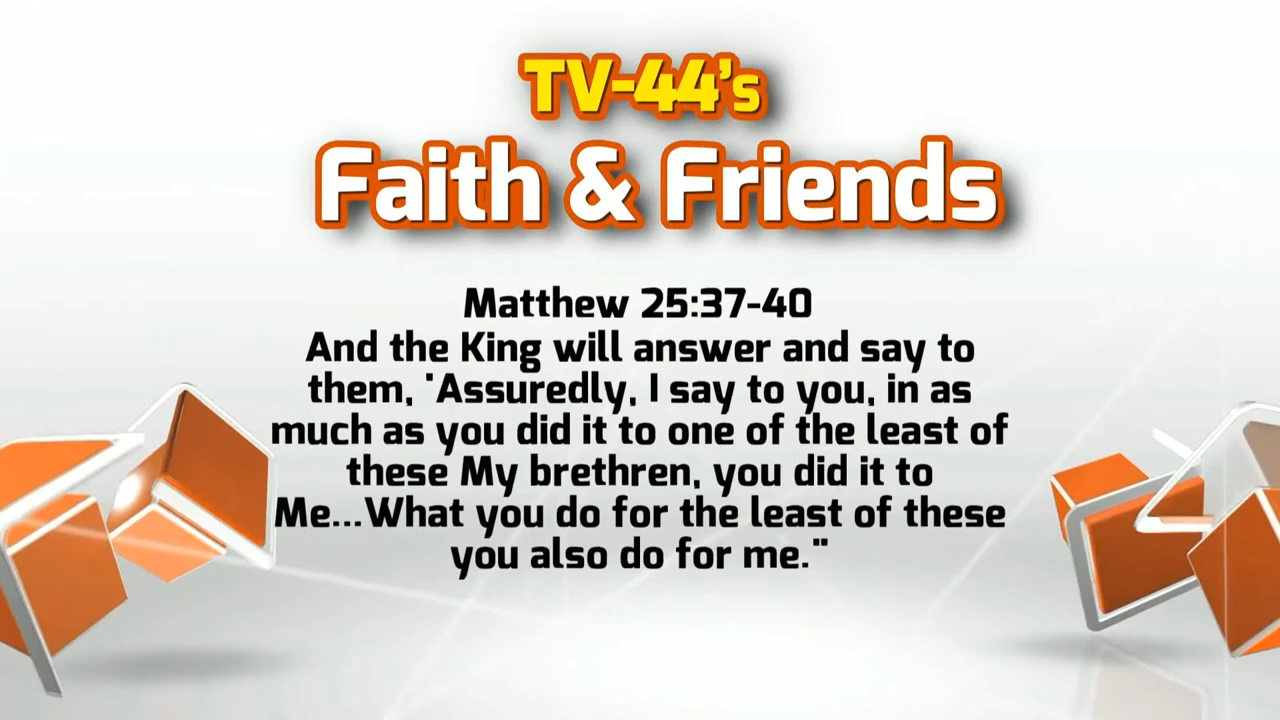 TV-44's
Faith & Friends
Matthew 25:37-40
And the King will answer and say to
them, 'Assuredly, I say to you, in as
much as you did it to one of the least of
these My brethren, you did it to
Me...What you do for the least of these
you also do for me."